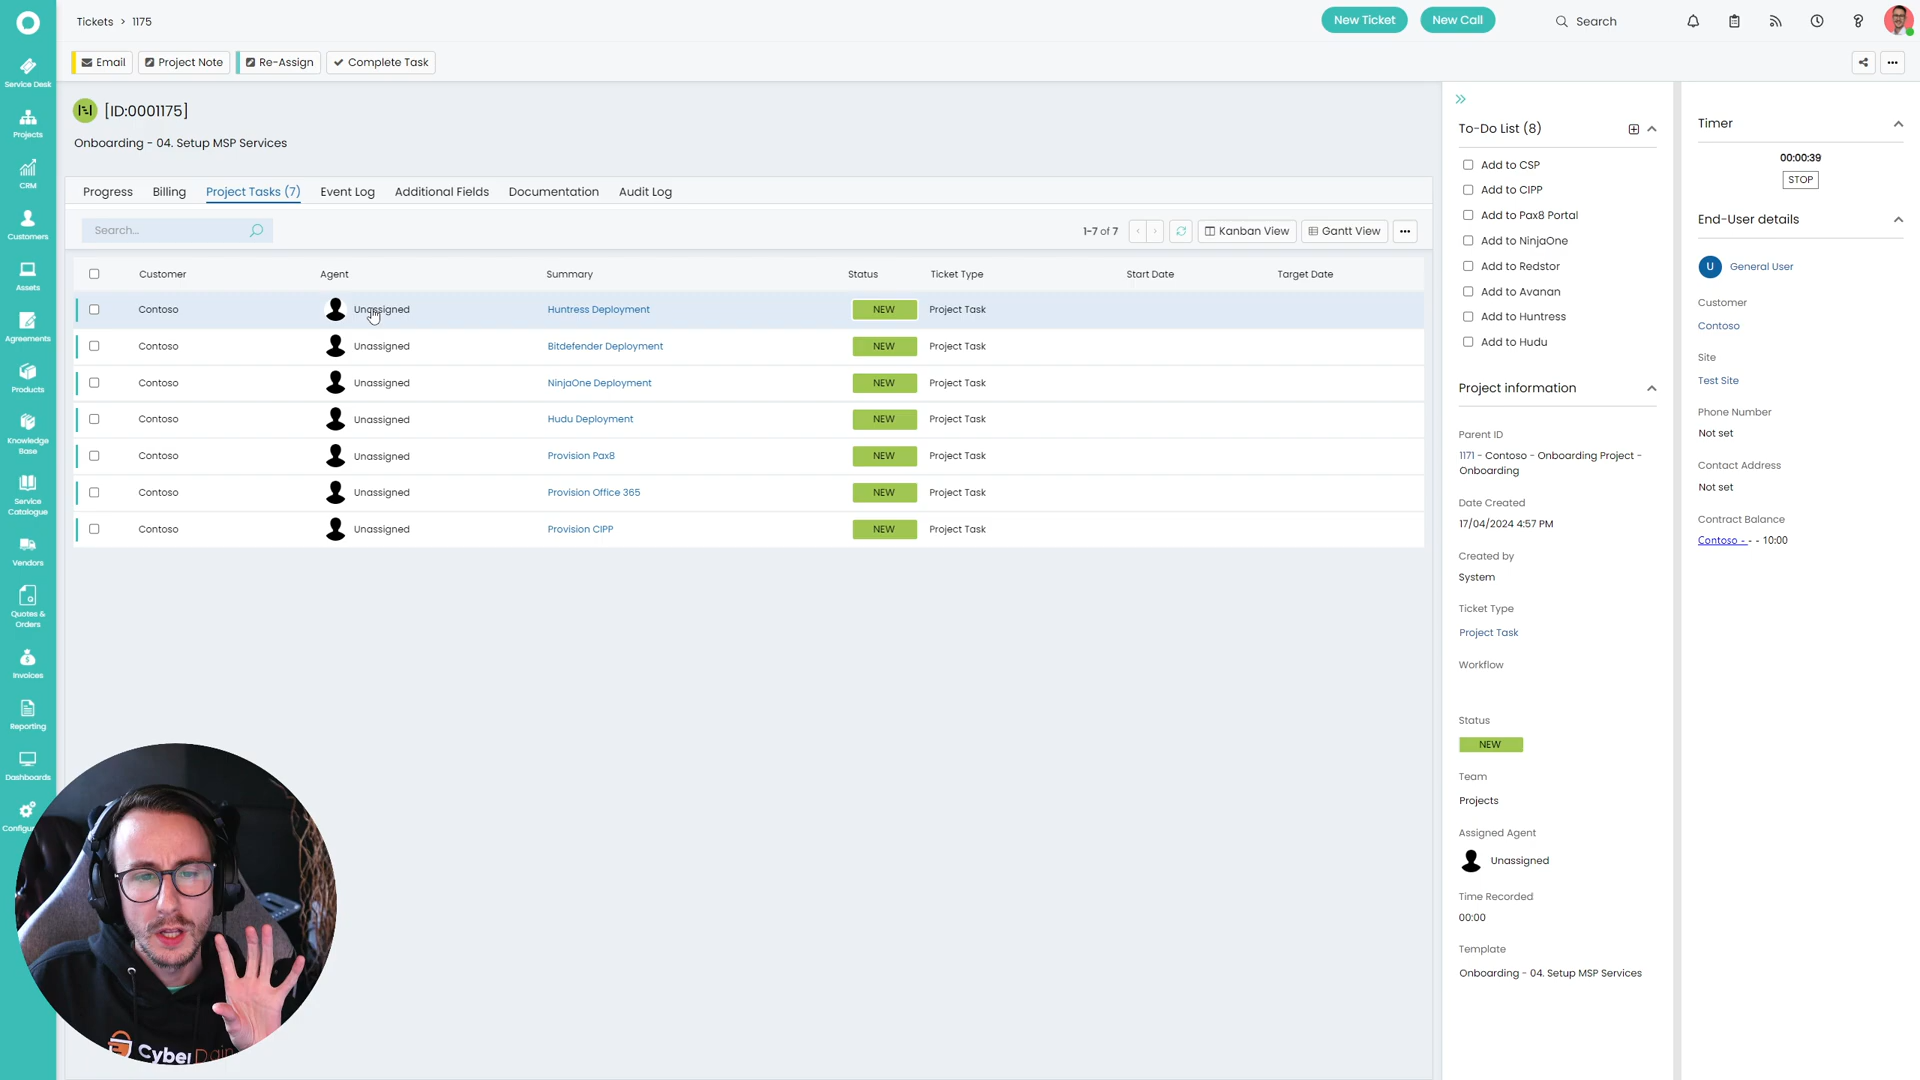 Tickets > 1175
New Ticket
New Call
Search
Email
Project Note
Re-Assign
Complete Task
Service Desk
Projects
CRM
Customers
Assets
Agreements
Products
Knowledge
Base
Service
Catalogue
Vendors
Quotes &
Orders
Invoices
Reporting
Dashboards
[ID:0001175]
Onboarding - 04. Setup MSP Services
Progress
Billing
Project Tasks (7)
Event Log
Additional Fields
Documentation
Audit Log
Search...
1-7 of 7
Kanban View
Gantt View
Customer Agent Summary Status Ticket Type Start Date Target Date
Contoso Unassigned Huntress Deployment NEW Project Task
Contoso Unassigned Bitdefender Deployment NEW Project Task
Contoso Unassigned NinjaOne Deployment NEW Project Task
Contoso Unassigned Hudu Deployment NEW Project Task
Contoso Unassigned Provision Pax8 NEW Project Task
Contoso Unassigned Provision Office 365 NEW Project Task
Contoso Unassigned Provision CIPP NEW Project Task
To-Do List (8)
Add to CSP
Add to CIPP
Add to Pax8 Portal
Add to NinjaOne
Add to Redstor
Add to Avanan
Add to Huntress
Add to Hudu
Project information
Parent ID
1171 - Contoso - Onboarding Project -
Onboarding
Date Created
17/04/2024 4:57 PM
Created by
System
Ticket Type
Project Task
Workflow
Status
NEW
Team
Projects
Assigned Agent
Unassigned
Time Recorded
00:00
Template
Onboarding - 04. Setup MSP Services
Timer
00:00:39
STOP
End-User details
U General User
Customer
Contoso
Site
Test Site
Phone Number
Not set
Contact Address
Not set
Contract Balance
Contoso - - - 10:00